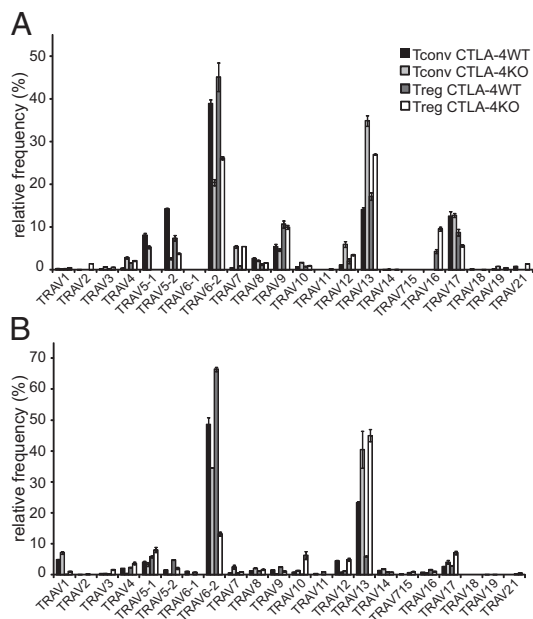 A
relative frequency (%)
50
40
30
20
10
0
Tconv CTLA-4WT
Tconv CTLA-4KO
Treg CTLA-4WT
Treg CTLA-4KO
TRAV1
TRAV2
TRAV3
TRAV4
TRAV5-1
TRAV5-2
TRAV6-1
TRAV6-2
TRAV7
TRAV8
TRAV9
TRAV10
TRAV11
TRAV12
TRAV13
TRAV14
TRAV715
TRAV16
TRAV17
TRAV18
TRAV19
TRAV21
B
relative frequency (%)
70
60
50
40
30
20
10
0
TRAV1
TRAV2
TRAV3
TRAV4
TRAV5-1
TRAV5-2
TRAV6-1
TRAV6-2
TRAV7
TRAV8
TRAV9
TRAV10
TRAV11
TRAV12
TRAV13
TRAV14
TRAV715
TRAV16
TRAV17
TRAV18
TRAV19
TRAV21